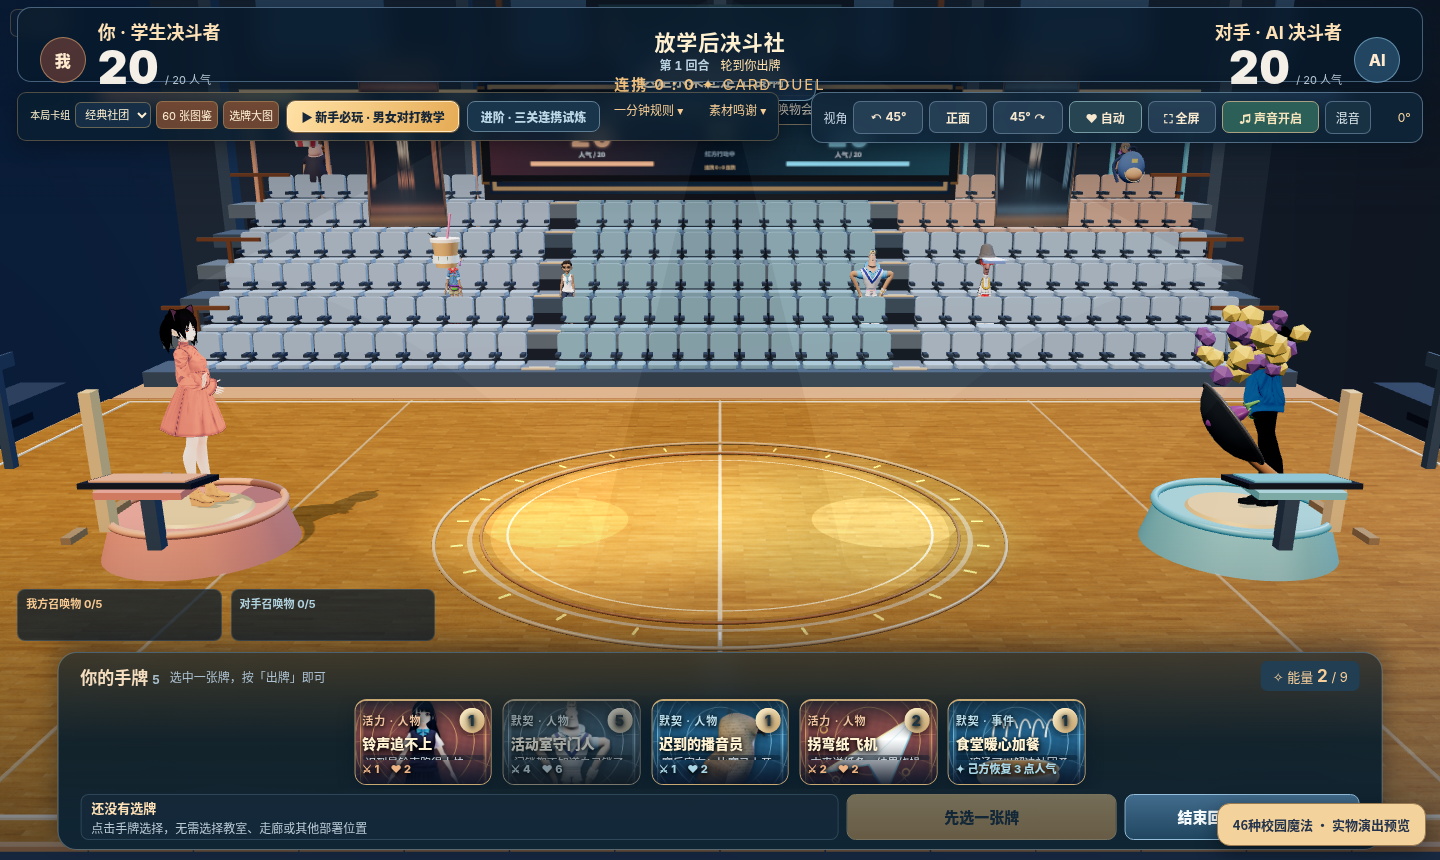 你 · 学生决斗者
我
20 / 20 人气
放学后决斗社
第 1 回合 轮到你出牌
连携 0 : 0 ✦ CARD DUEL
对手 · AI 决斗者
20 / 20 人气
AI
本局卡组
经典社团
60 张图鉴
选牌大图
▶ 新手必玩 · 男女对打教学
进阶 · 三关连携试炼
一分钟规则 ▾
素材鸣谢 ▾
唤物会
视角
↶ 45°
正面
45° ↷
♥ 自动
⛶ 全屏
♫ 声音开启
混音
0°
人气 / 20
人气 / 20
我方召唤物 0/5
对手召唤物 0/5
你的手牌 5 选中一张牌，按「出牌」即可
✧ 能量 2 / 9
活力 · 人物
1
铃声追不上
⚔ 1 ♥ 2
默契 · 人物
5
活动室守门人
⚔ 4 ♥ 6
默契 · 人物
1
迟到的播音员
⚔ 1 ♥ 2
活力 · 人物
2
拐弯纸飞机
⚔ 2 ♥ 2
默契 · 事件
1
食堂暖心加餐
✦ 己方恢复 3 点人气
还没有选牌
点击手牌选择，无需选择教室、走廊或其他部署位置
先选一张牌
结束回
46种校园魔法 · 实物演出预览